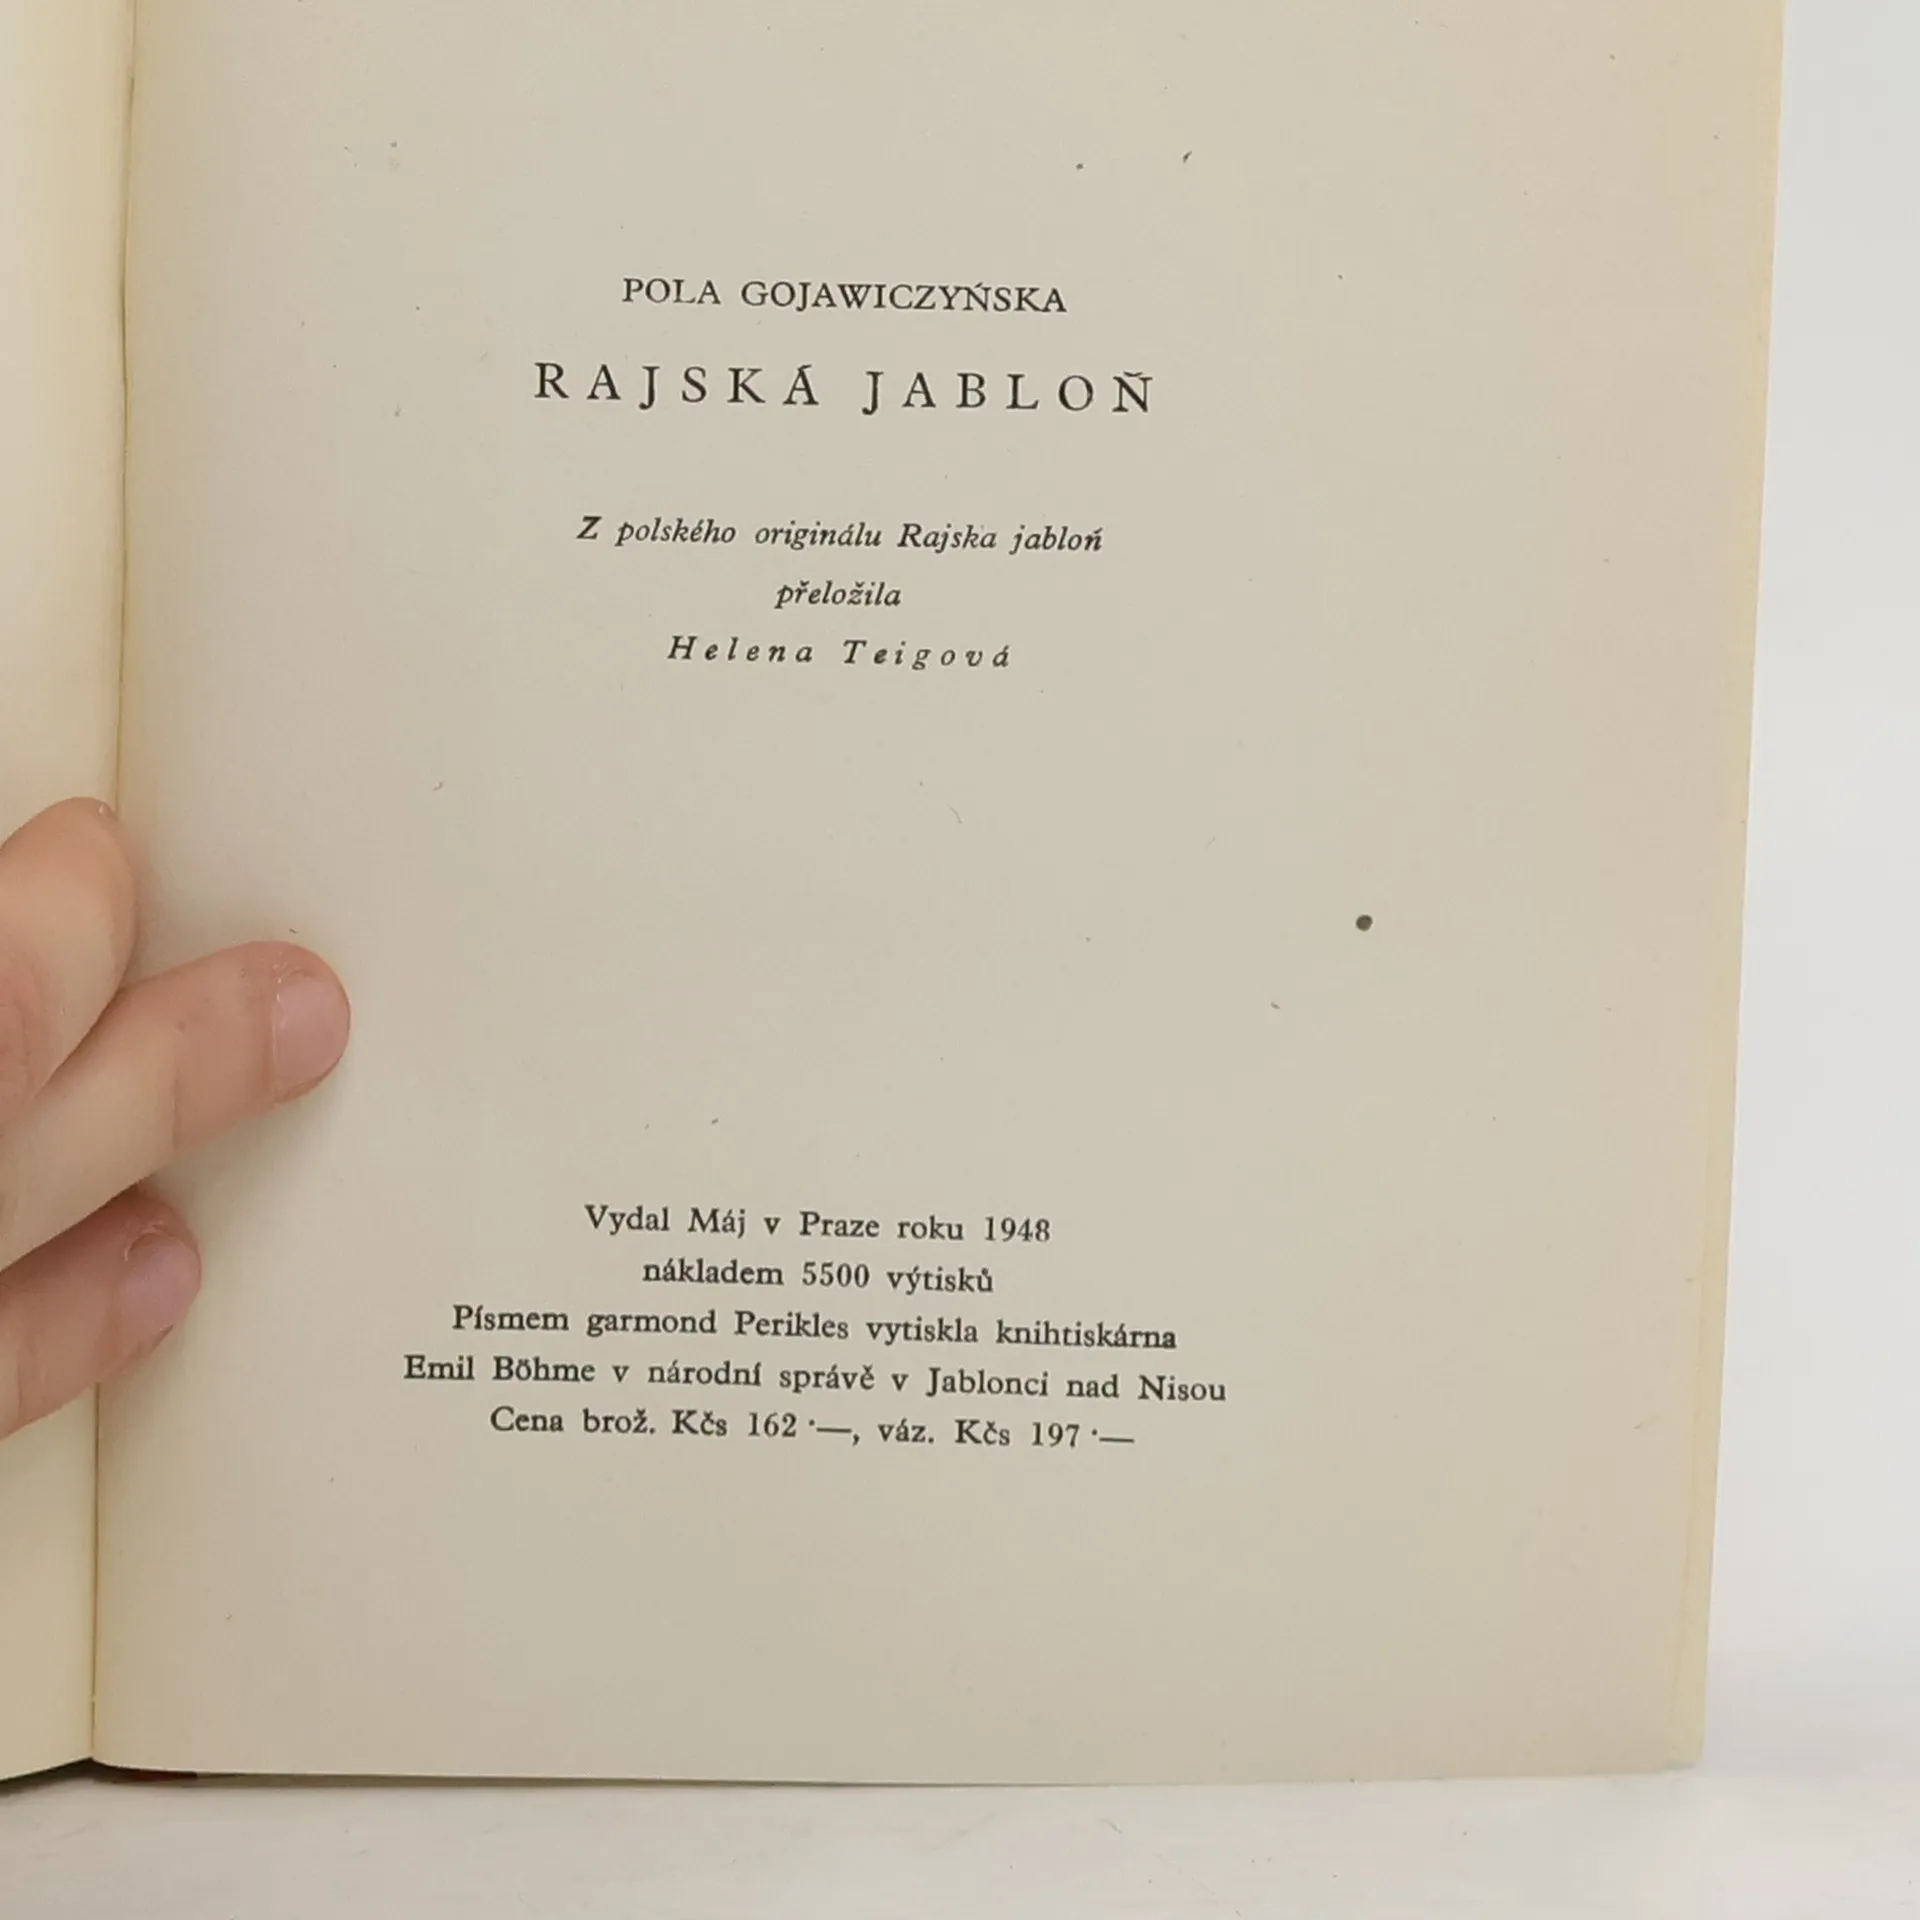 POLA GOJAWICZYŃSKA
RAJSKÁ JABLOŇ
Z polského originálu Rajska jabloń
přeložila
Helena Teigová
Vydal Máj v Praze roku 1948
nákladem 5500 výtisků
Písmem garmond Perikles vytiskla knihtiskárna
Emil Böhme v národní správě v Jablonci nad Nisou
Cena brož. Kčs 162·—, váz. Kčs 197·—